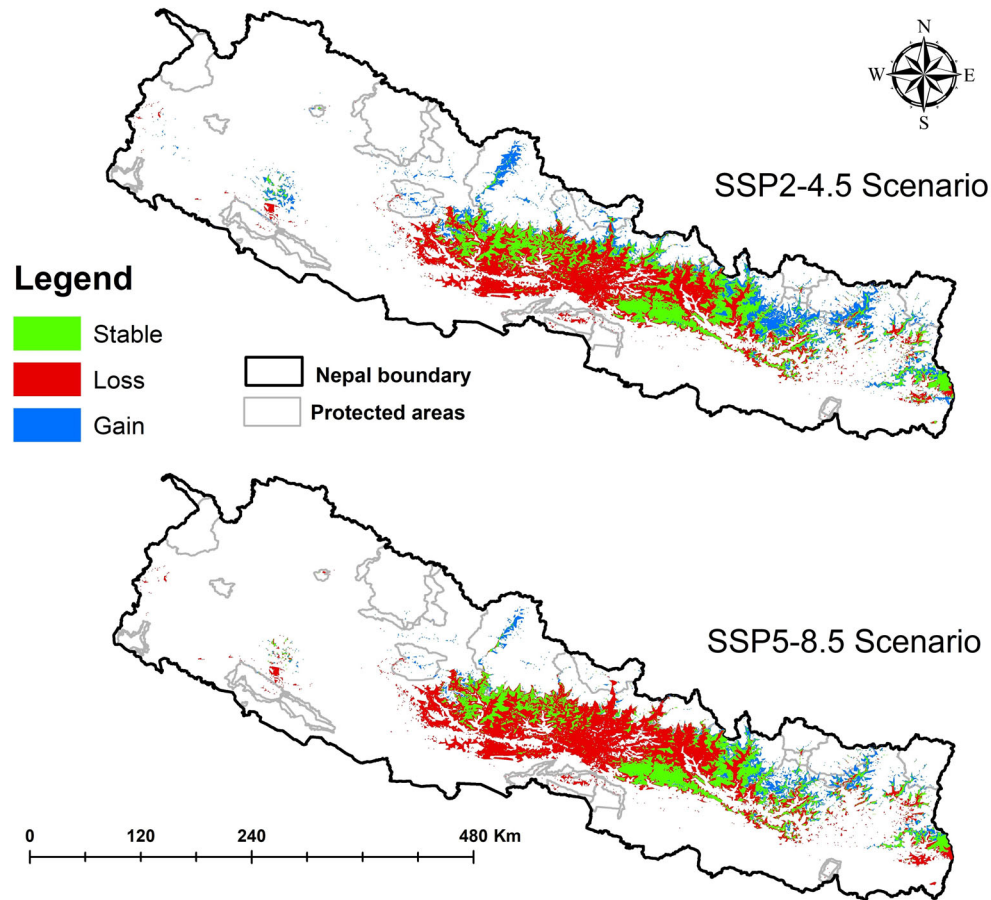 N
W
E
S
SSP2-4.5 Scenario
Legend
Stable
Loss
Gain
Nepal boundary
Protected areas
SSP5-8.5 Scenario
0
120
240
480 Km